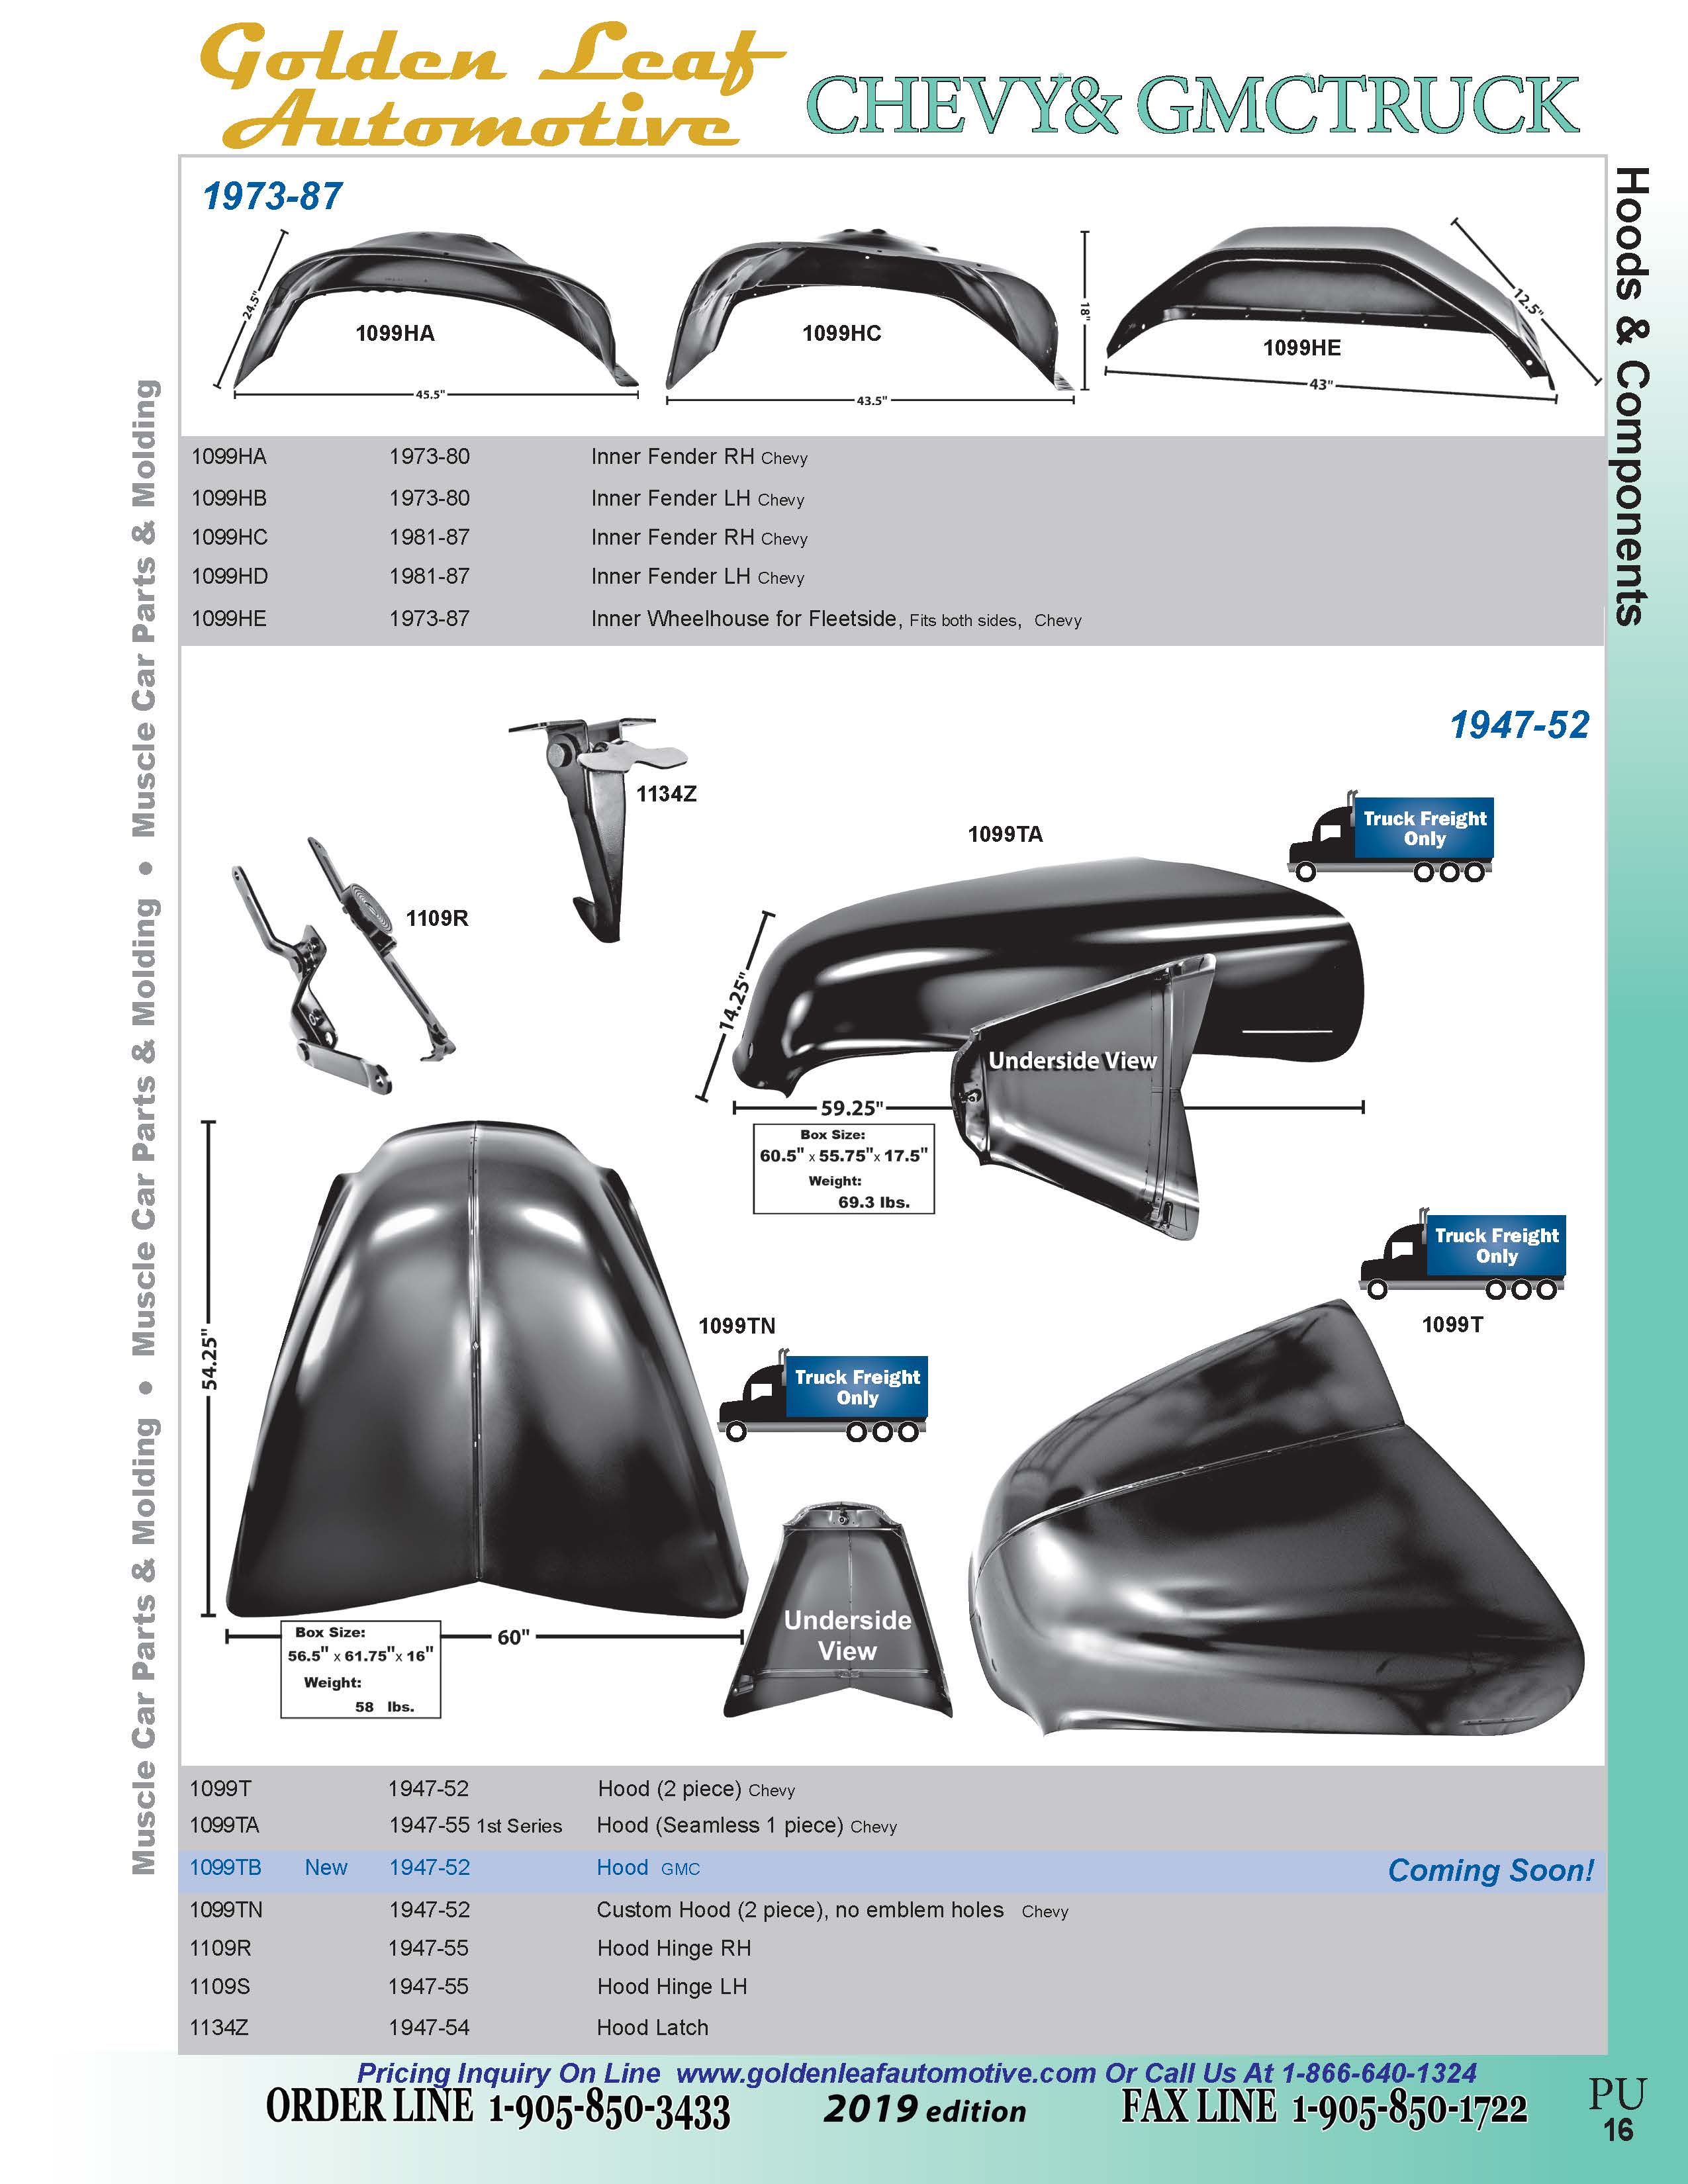 Golden Leaf
Automotive
CHEVY& GMCTRUCK
Hoods & Components
Muscle Car Parts & Molding • Muscle Car Parts & Molding • Muscle Car Parts & Molding
1973-87
24.5"
1099HA
45.5"
1099HC
18"
43.5"
12.5"
1099HE
43"
1099HA 1973-80 Inner Fender RH Chevy
1099HB 1973-80 Inner Fender LH Chevy
1099HC 1981-87 Inner Fender RH Chevy
1099HD 1981-87 Inner Fender LH Chevy
1099HE 1973-87 Inner Wheelhouse for Fleetside, Fits both sides, Chevy
1947-52
1134Z
1109R
1099TA
Truck Freight
Only
14.25"
Underside View
59.25"
Box Size:
60.5" x 55.75"x 17.5"
Weight:
69.3 lbs.
Truck Freight
Only
1099T
54.25"
1099TN
Truck Freight
Only
Underside
View
60"
Box Size:
56.5" x 61.75"x 16"
Weight:
58 lbs.
1099T 1947-52 Hood (2 piece) Chevy
1099TA 1947-55 1st Series Hood (Seamless 1 piece) Chevy
1099TB New 1947-52 Hood GMC Coming Soon!
1099TN 1947-52 Custom Hood (2 piece), no emblem holes Chevy
1109R 1947-55 Hood Hinge RH
1109S 1947-55 Hood Hinge LH
1134Z 1947-54 Hood Latch
Pricing Inquiry On Line www.goldenleafautomotive.com Or Call Us At 1-866-640-1324
ORDER LINE 1-905-850-3433 2019 edition FAX LINE 1-905-850-1722
PU
16